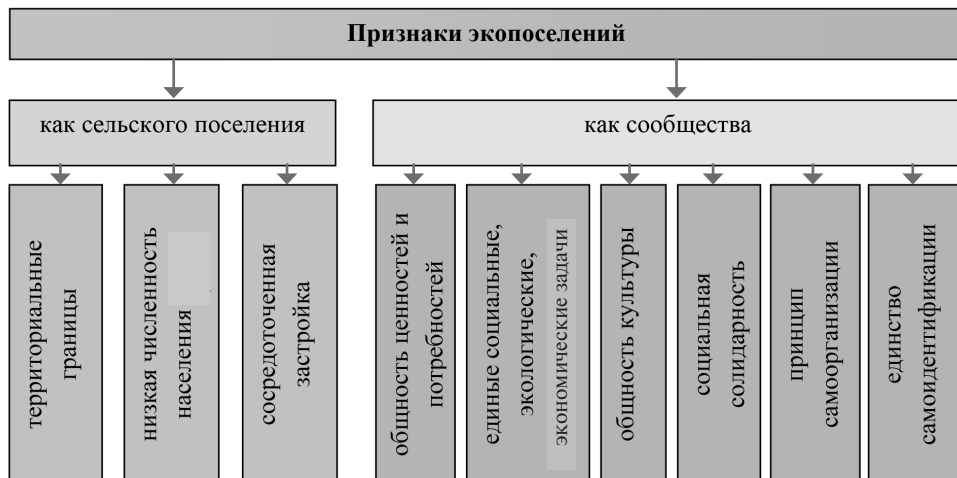 Признаки экопоселений
как сельского поселения
как сообщества
территориальные
границы
низкая численность
населения
сосредоточенная
застройка
общность ценностей и
потребностей
единые социальные,
экологические,
экономические задачи
общность культуры
социальная
солидарность
принцип
самоорганизации
единство
самоидентификации